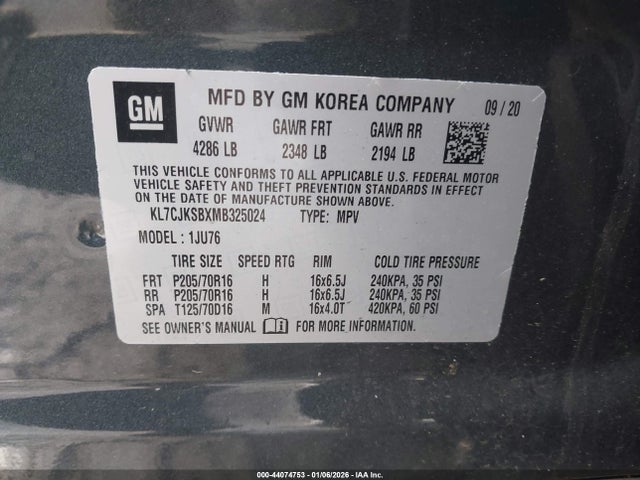 GM MFD BY GM KOREA COMPANY 09/20
GVWR GAWR FRT GAWR RR
4286 LB 2348 LB 2194 LB
THIS VEHICLE CONFORMS TO ALL APPLICABLE U.S. FEDERAL MOTOR
VEHICLE SAFETY AND THEFT PREVENTION STANDARDS IN EFFECT
ON THE DATE OF MANUFACTURE SHOWN ABOVE.
KL7CJKSBXMB325024 TYPE: MPV
MODEL: 1JU76
TIRE SIZE SPEED RTG RIM COLD TIRE PRESSURE
FRT P205/70R16 H 16x6.5J 240KPA, 35 PSI
RR P205/70R16 H 16x6.5J 240KPA, 35 PSI
SPA T125/70D16 M 16x4.0T 420KPA, 60 PSI
SEE OWNER'S MANUAL FOR MORE INFORMATION.
000-44074753 - 01/06/2026 - IAA Inc.